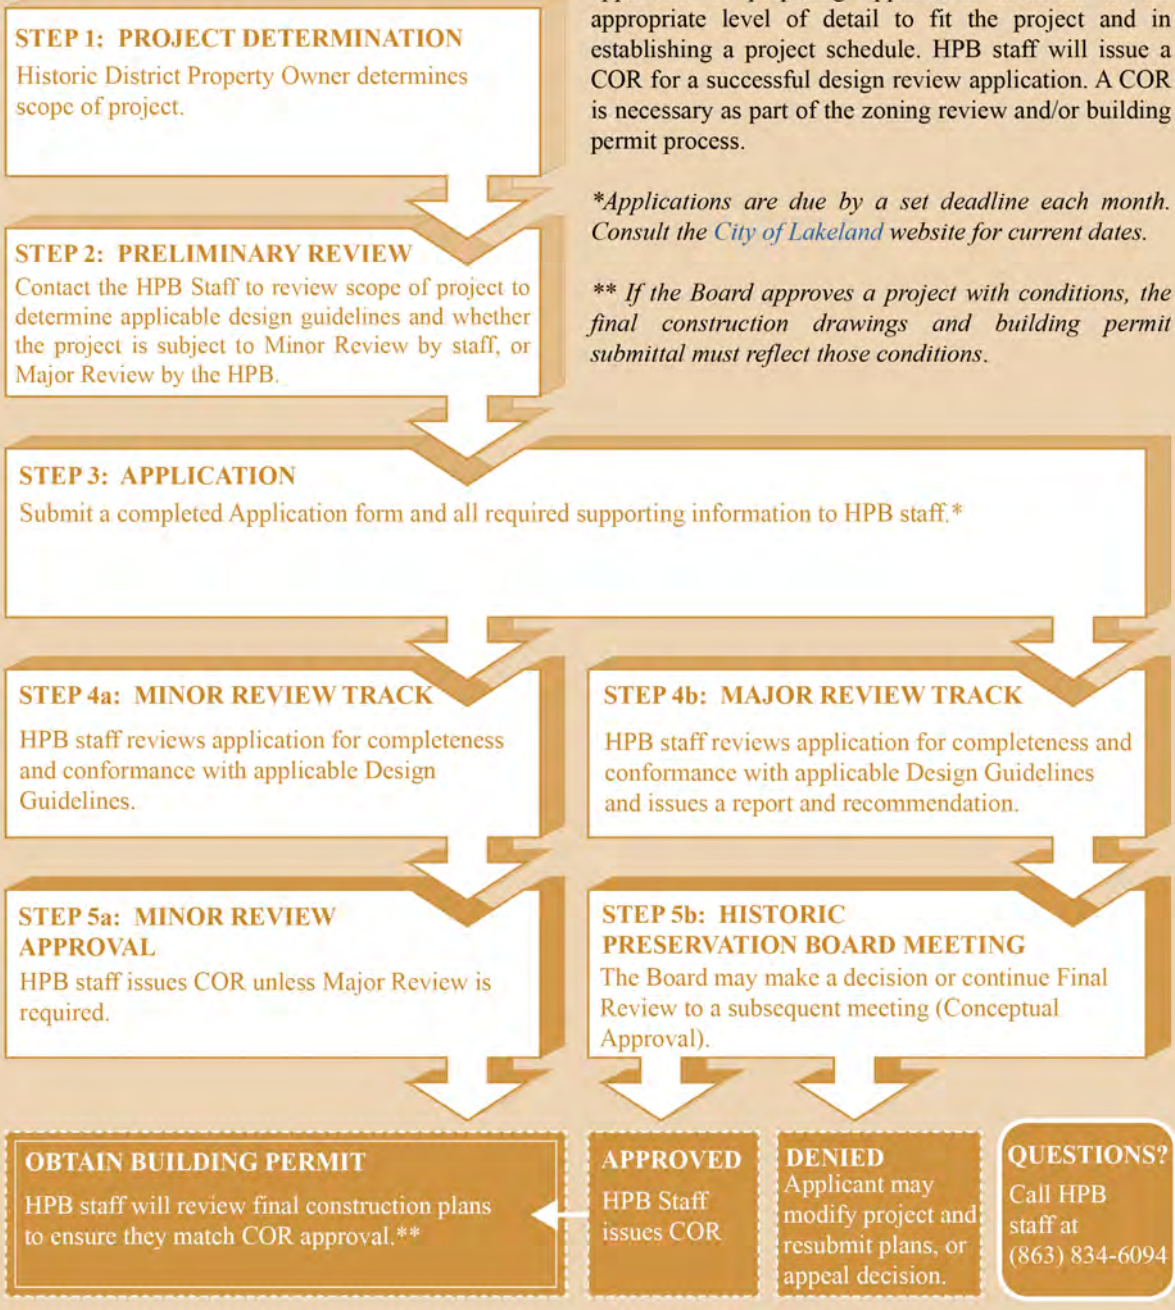 STEP 1: PROJECT DETERMINATION
Historic District Property Owner determines
scope of project.
appropriate level of detail to fit the project and in
establishing a project schedule. HPB staff will issue a
COR for a successful design review application. A COR
is necessary as part of the zoning review and/or building
permit process.
*Applications are due by a set deadline each month.
Consult the City of Lakeland website for current dates.
** If the Board approves a project with conditions, the
final construction drawings and building permit
submittal must reflect those conditions.
STEP 2: PRELIMINARY REVIEW
Contact the HPB Staff to review scope of project to
determine applicable design guidelines and whether
the project is subject to Minor Review by staff, or
Major Review by the HPB.
STEP 3: APPLICATION
Submit a completed Application form and all required supporting information to HPB staff.*
STEP 4a: MINOR REVIEW TRACK
HPB staff reviews application for completeness
and conformance with applicable Design
Guidelines.
STEP 4b: MAJOR REVIEW TRACK
HPB staff reviews application for completeness and
conformance with applicable Design Guidelines
and issues a report and recommendation.
STEP 5a: MINOR REVIEW
APPROVAL
HPB staff issues COR unless Major Review is
required.
STEP 5b: HISTORIC
PRESERVATION BOARD MEETING
The Board may make a decision or continue Final
Review to a subsequent meeting (Conceptual
Approval).
OBTAIN BUILDING PERMIT
HPB staff will review final construction plans
to ensure they match COR approval.**
APPROVED
HPB Staff
issues COR
DENIED
Applicant may
modify project and
resubmit plans, or
appeal decision.
QUESTIONS?
Call HPB
staff at
(863) 834-6094